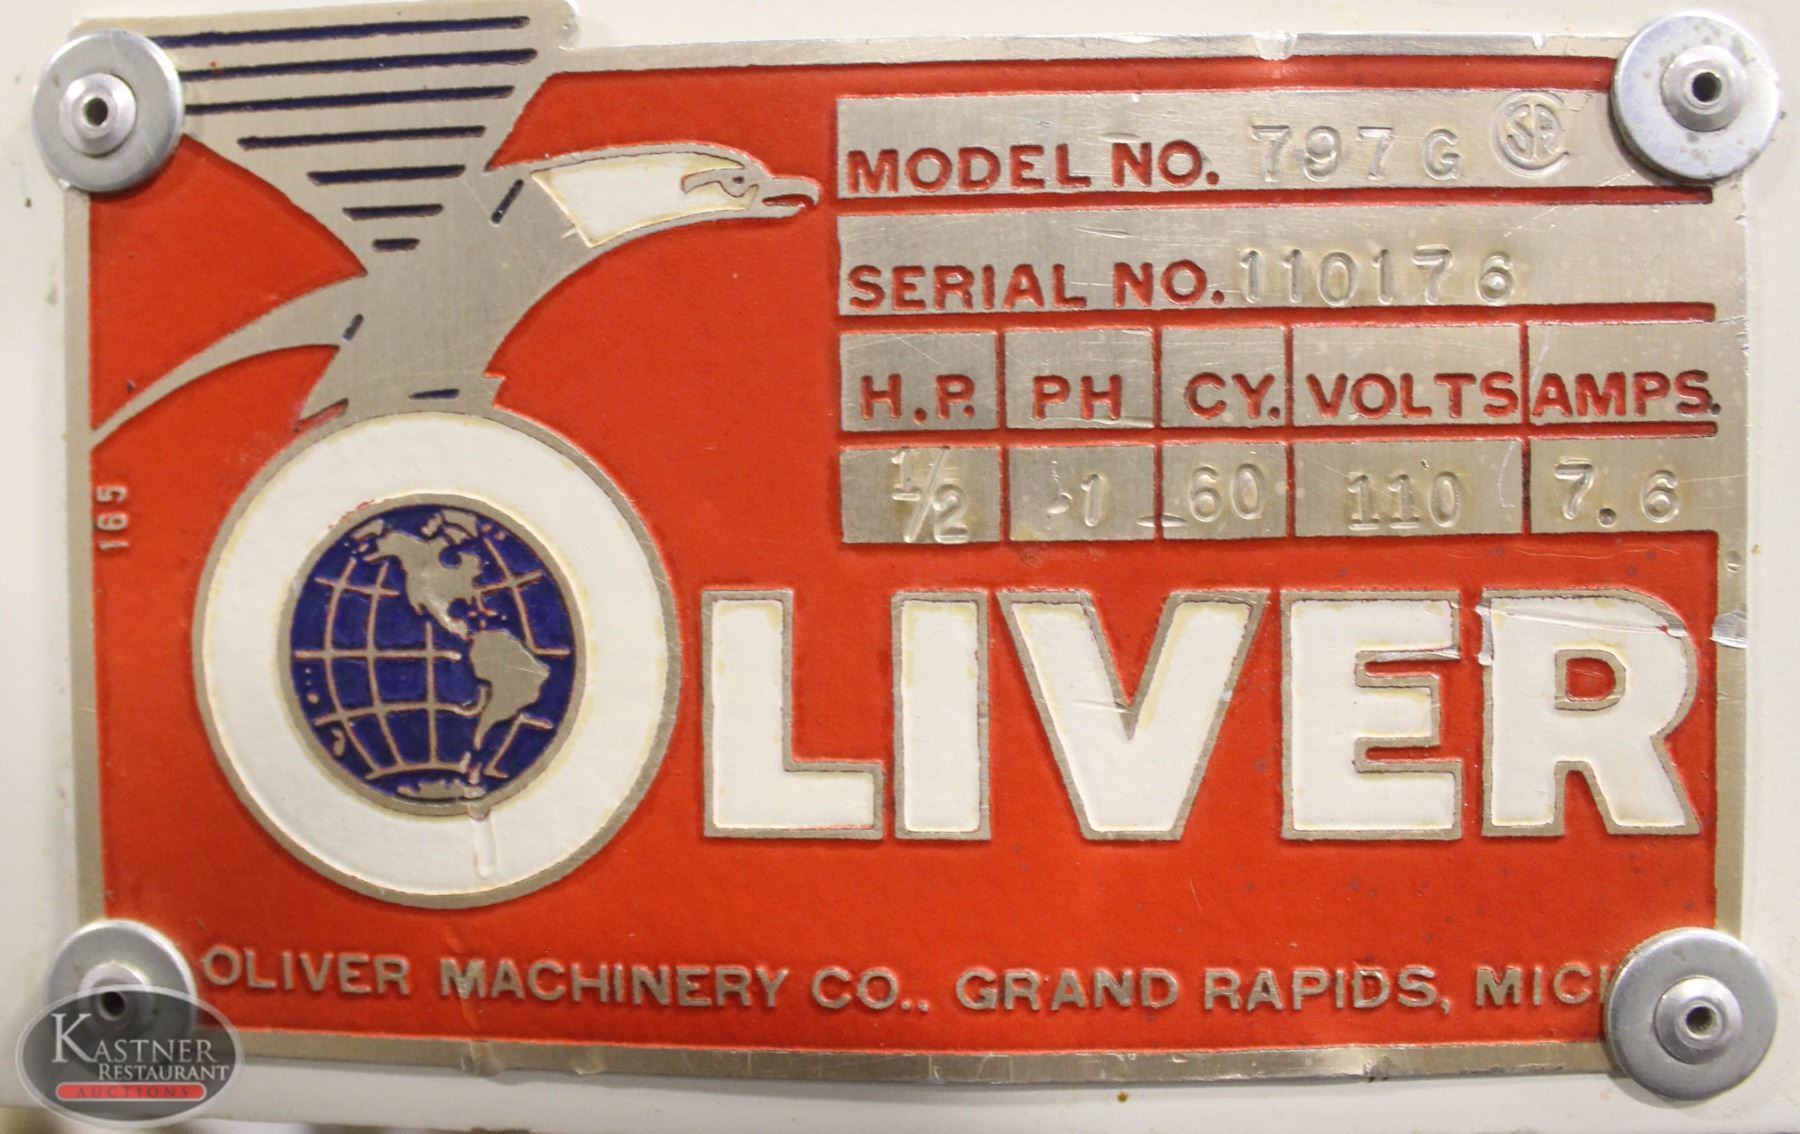 MODEL NO. 797 G
SERIAL NO. 110176
H.P. PH CY. VOLTS AMPS.
1/2 1 60 110 7.6
165
OLIVER
OLIVER MACHINERY CO., GRAND RAPIDS, MICH
KASTNER
RESTAURANT
AUCTIONS